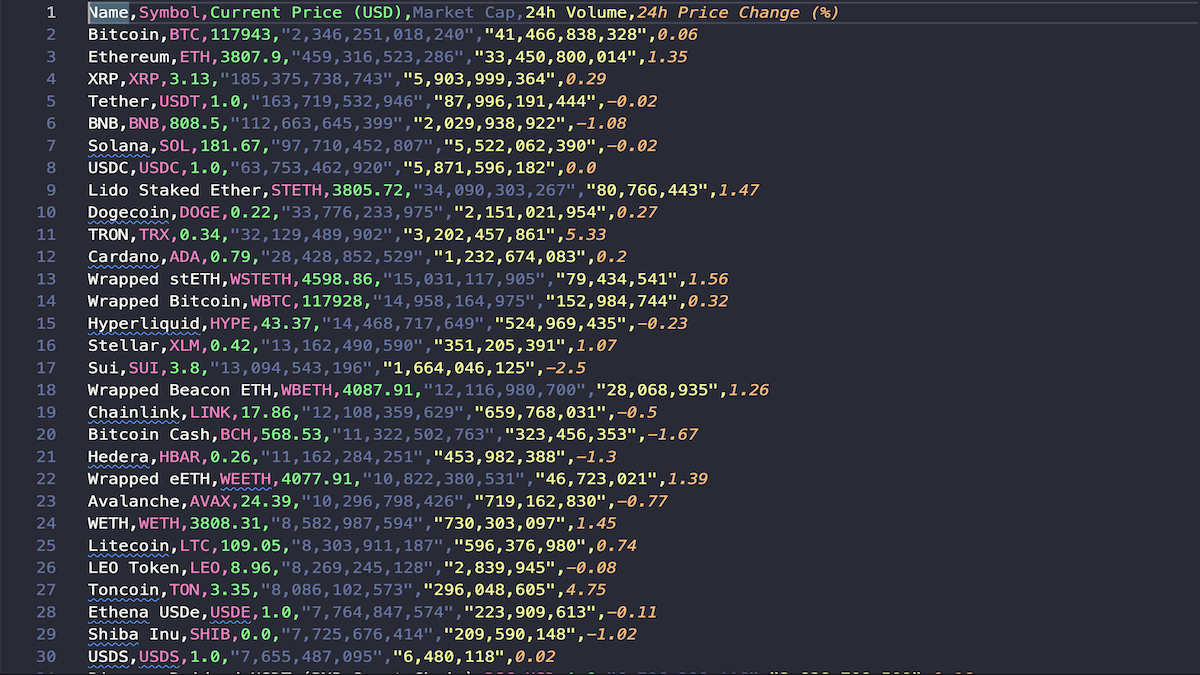 1 Name,Symbol,Current Price (USD),Market Cap,24h Volume,24h Price Change (%)
2 Bitcoin,BTC,117943,"2,346,251,018,240","41,466,838,328",0.06
3 Ethereum,ETH,3807.9,"459,316,523,286","33,450,800,014",1.35
4 XRP,XRP,3.13,"185,375,738,743","5,903,999,364",0.29
5 Tether,USDT,1.0,"163,719,532,946","87,996,191,444",-0.02
6 BNB,BNB,808.5,"112,663,645,399","2,029,938,922",-1.08
7 Solana,SOL,181.67,"97,710,452,807","5,522,062,390",-0.02
8 USDC,USDC,1.0,"63,753,462,920","5,871,596,182",0.0
9 Lido Staked Ether,STETH,3805.72,"34,090,303,267","80,766,443",1.47
10 Dogecoin,DOGE,0.22,"33,776,233,975","2,151,021,954",0.27
11 TRON,TRX,0.34,"32,129,489,902","3,202,457,861",5.33
12 Cardano,ADA,0.79,"28,428,852,529","1,232,674,083",0.2
13 Wrapped stETH,WSTETH,4598.86,"15,031,117,905","79,434,541",1.56
14 Wrapped Bitcoin,WBTC,117928,"14,958,164,975","152,984,744",0.32
15 Hyperliquid,HYPE,43.37,"14,468,717,649","524,969,435",-0.23
16 Stellar,XLM,0.42,"13,162,490,590","351,205,391",1.07
17 Sui,SUI,3.8,"13,094,543,196","1,664,046,125",-2.5
18 Wrapped Beacon ETH,WBETH,4087.91,"12,116,980,700","28,068,935",1.26
19 Chainlink,LINK,17.86,"12,108,359,629","659,768,031",-0.5
20 Bitcoin Cash,BCH,568.53,"11,322,502,763","323,456,353",-1.67
21 Hedera,HBAR,0.26,"11,162,284,251","453,982,388",-1.3
22 Wrapped eETH,WEETH,4077.91,"10,822,380,531","46,723,021",1.39
23 Avalanche,AVAX,24.39,"10,296,798,426","719,162,830",-0.77
24 WETH,WETH,3808.31,"8,582,987,594","730,303,097",1.45
25 Litecoin,LTC,109.05,"8,303,911,187","596,376,980",0.74
26 LEO Token,LEO,8.96,"8,269,245,128","2,839,945",-0.08
27 Toncoin,TON,3.35,"8,086,102,573","296,048,605",4.75
28 Ethena USDe,USDE,1.0,"7,764,847,574","223,909,613",-0.11
29 Shiba Inu,SHIB,0.0,"7,725,676,414","209,590,148",-1.02
30 USDS,USDS,1.0,"7,655,487,095","6,480,118",0.02